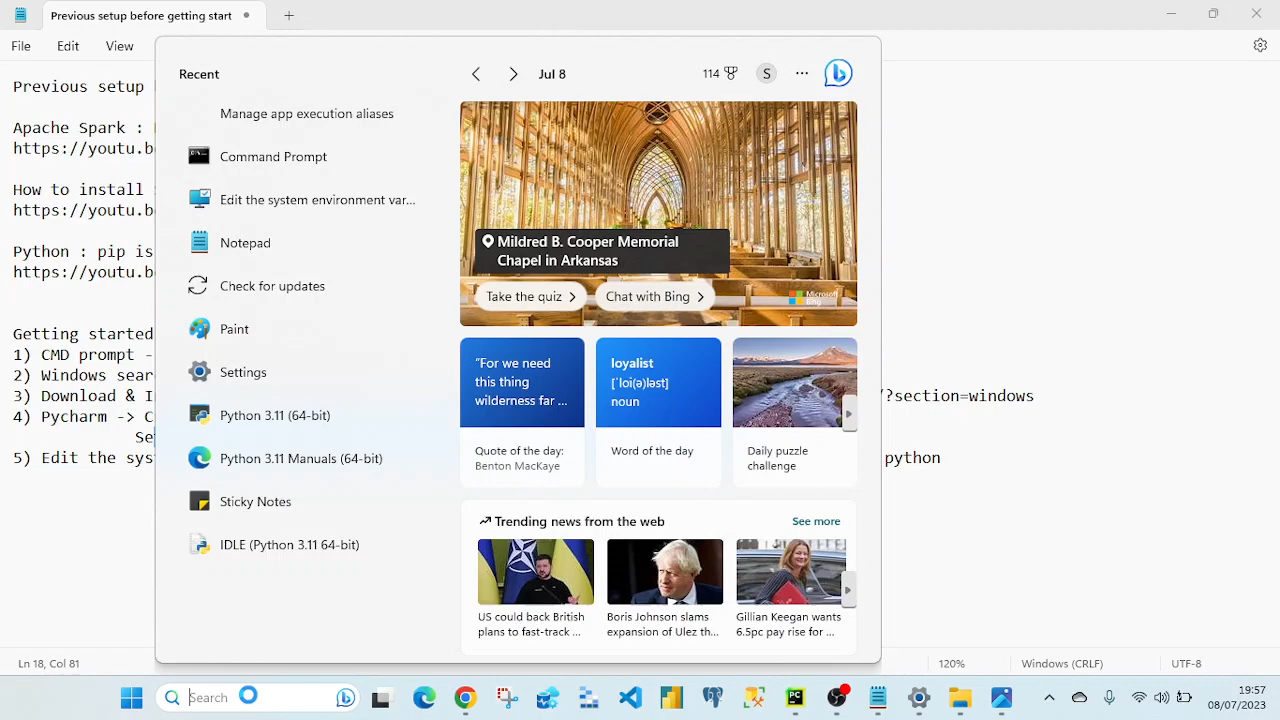 Previous setup before getting start
File
Edit
View
Previous setup
Apache Spark :
https://youtu.b
How to install
https://youtu.b
Python : pip is
https://youtu.b
Getting started
1) CMD prompt -
2) Windows sear
3) Download & I
?section=windows
4) Pycharm -> C
Se
5) Edit the sys
python
Recent
Manage app execution aliases
Command Prompt
Edit the system environment var...
Notepad
Check for updates
Paint
Settings
Python 3.11 (64-bit)
Python 3.11 Manuals (64-bit)
Sticky Notes
IDLE (Python 3.11 64-bit)
Jul 8
114
S
Mildred B. Cooper Memorial
Chapel in Arkansas
Take the quiz
Chat with Bing
Microsoft
Bing
"For we need
this thing
wilderness far ...
Quote of the day:
Benton MacKaye
loyalist
[ˈloi(ə)ləst]
noun
Word of the day
Daily puzzle
challenge
Trending news from the web
See more
US could back British
plans to fast-track ...
Boris Johnson slams
expansion of Ulez th...
Gillian Keegan wants
6.5pc pay rise for ...
Ln 18, Col 81
120%
Windows (CRLF)
UTF-8
Search
PC
19:57
08/07/2023